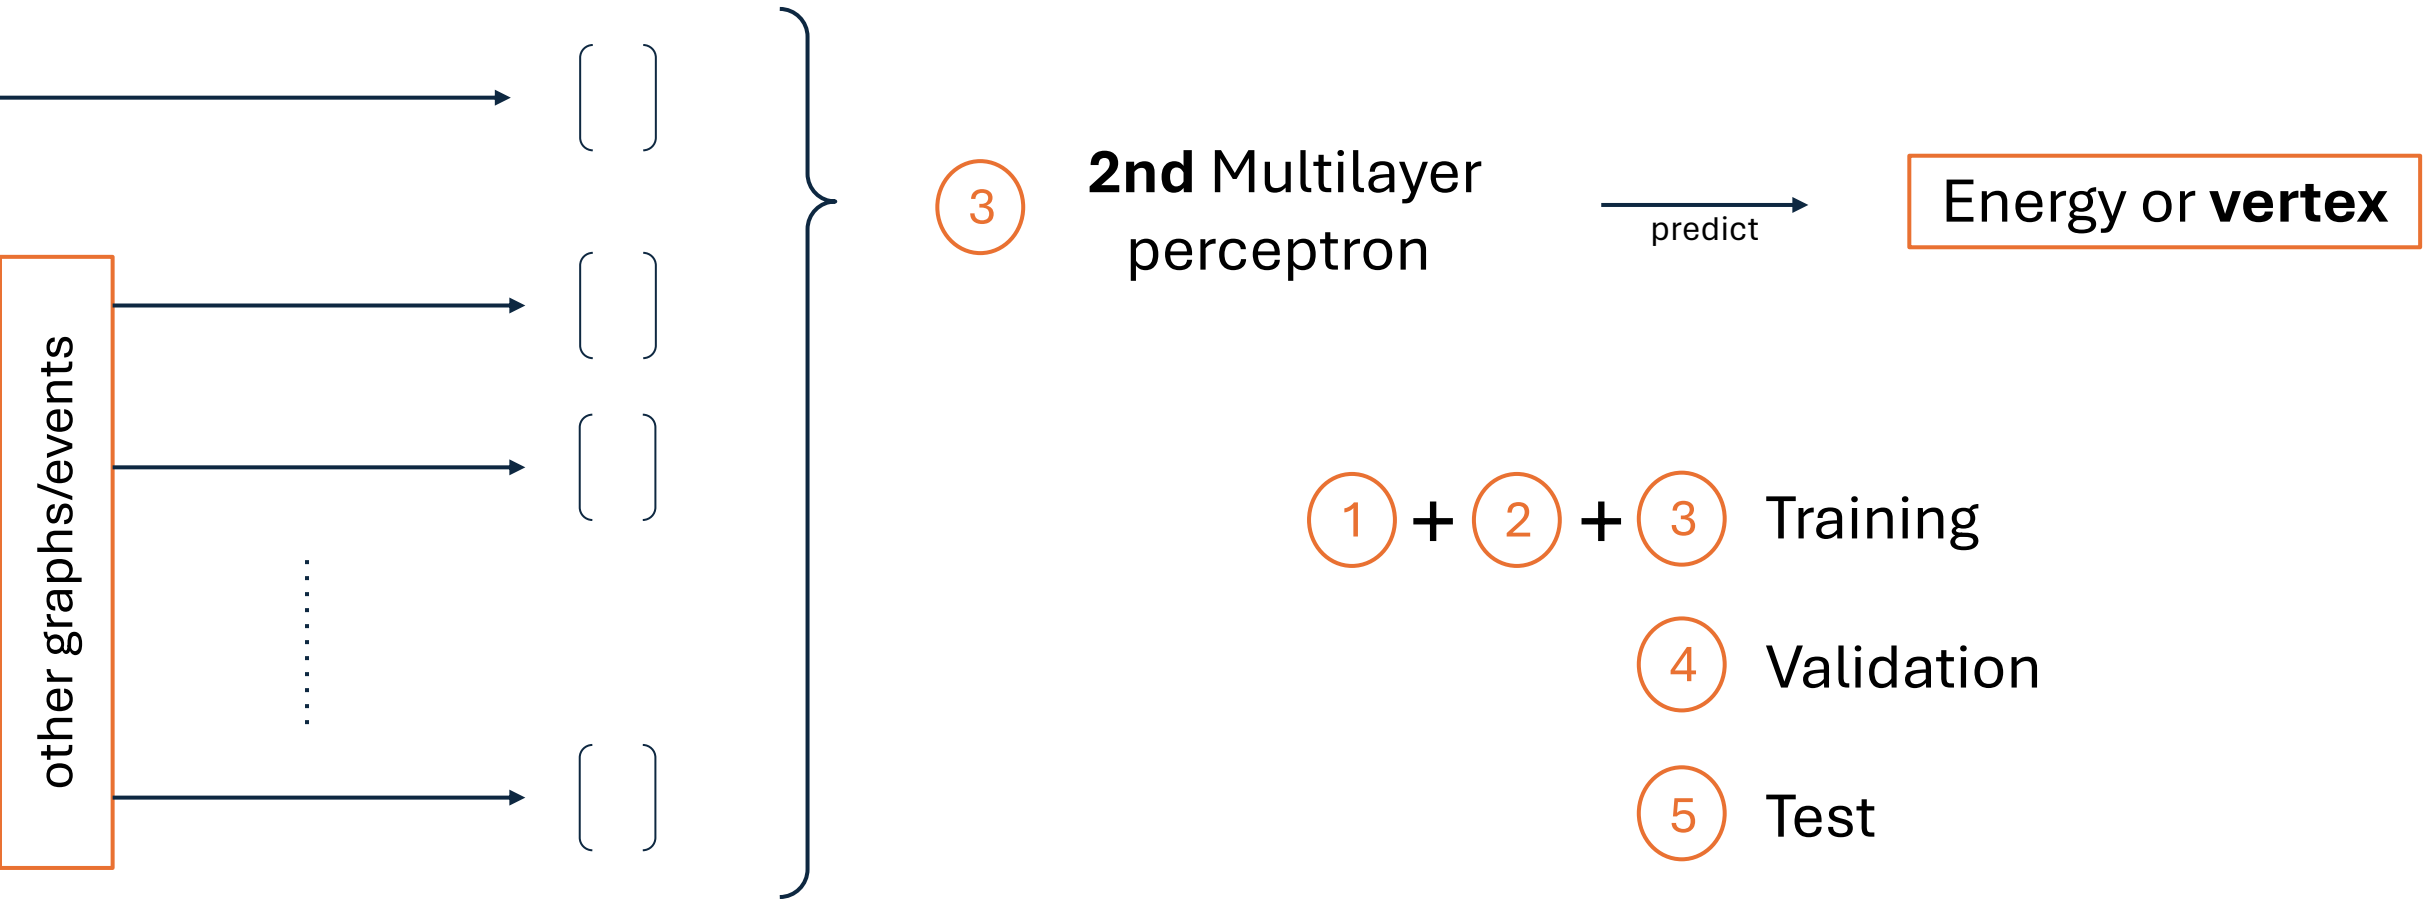 other graphs/events
3
2nd Multilayer
perceptron
predict
Energy or vertex
1 + 2 + 3 Training
4 Validation
5 Test